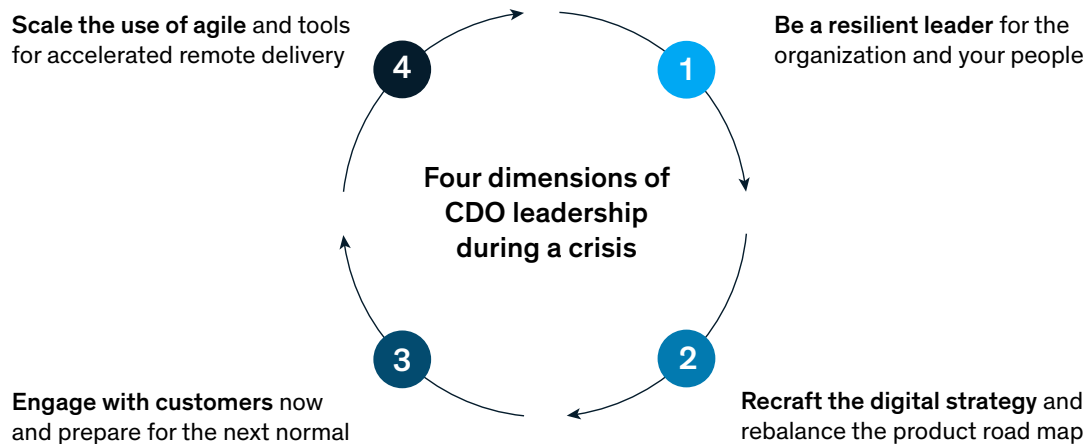 Four dimensions of
CDO leadership
during a crisis
1
Be a resilient leader for the
organization and your people
2
Recraft the digital strategy and
rebalance the product road map
3
Engage with customers now
and prepare for the next normal
4
Scale the use of agile and tools
for accelerated remote delivery